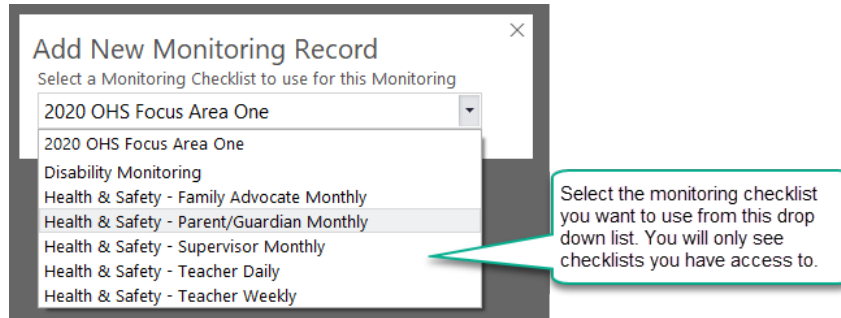 Add New Monitoring Record
Select a Monitoring Checklist to use for this Monitoring
2020 OHS Focus Area One
2020 OHS Focus Area One
Disability Monitoring
Health & Safety - Family Advocate Monthly
Health & Safety - Parent/Guardian Monthly
Health & Safety - Supervisor Monthly
Health & Safety - Teacher Daily
Health & Safety - Teacher Weekly
Select the monitoring checklist
you want to use from this drop
down list. You will only see
checklists you have access to.